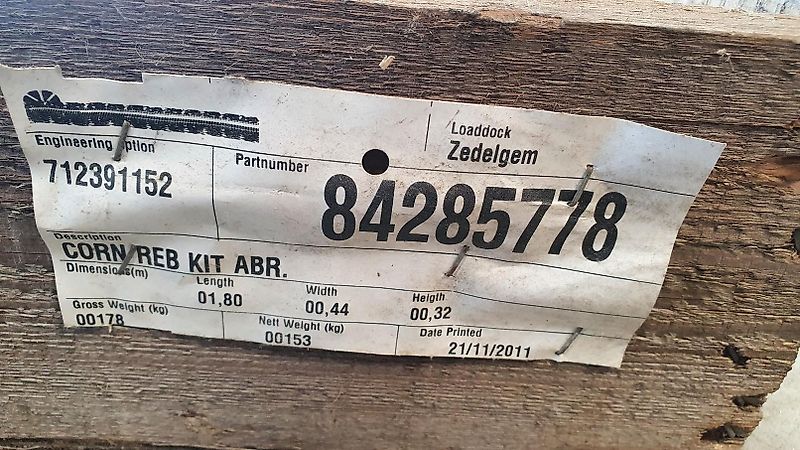 Loaddock
Zedelgem
Engineering option
712391152
Partnumber
84285778
Description
CORN/REB KIT ABR.
Dimensions(m)
Length
01,80
Width
00,44
Heigth
00,32
Gross Weight (kg)
00178
Nett Weight (kg)
00153
Date Printed
21/11/2011